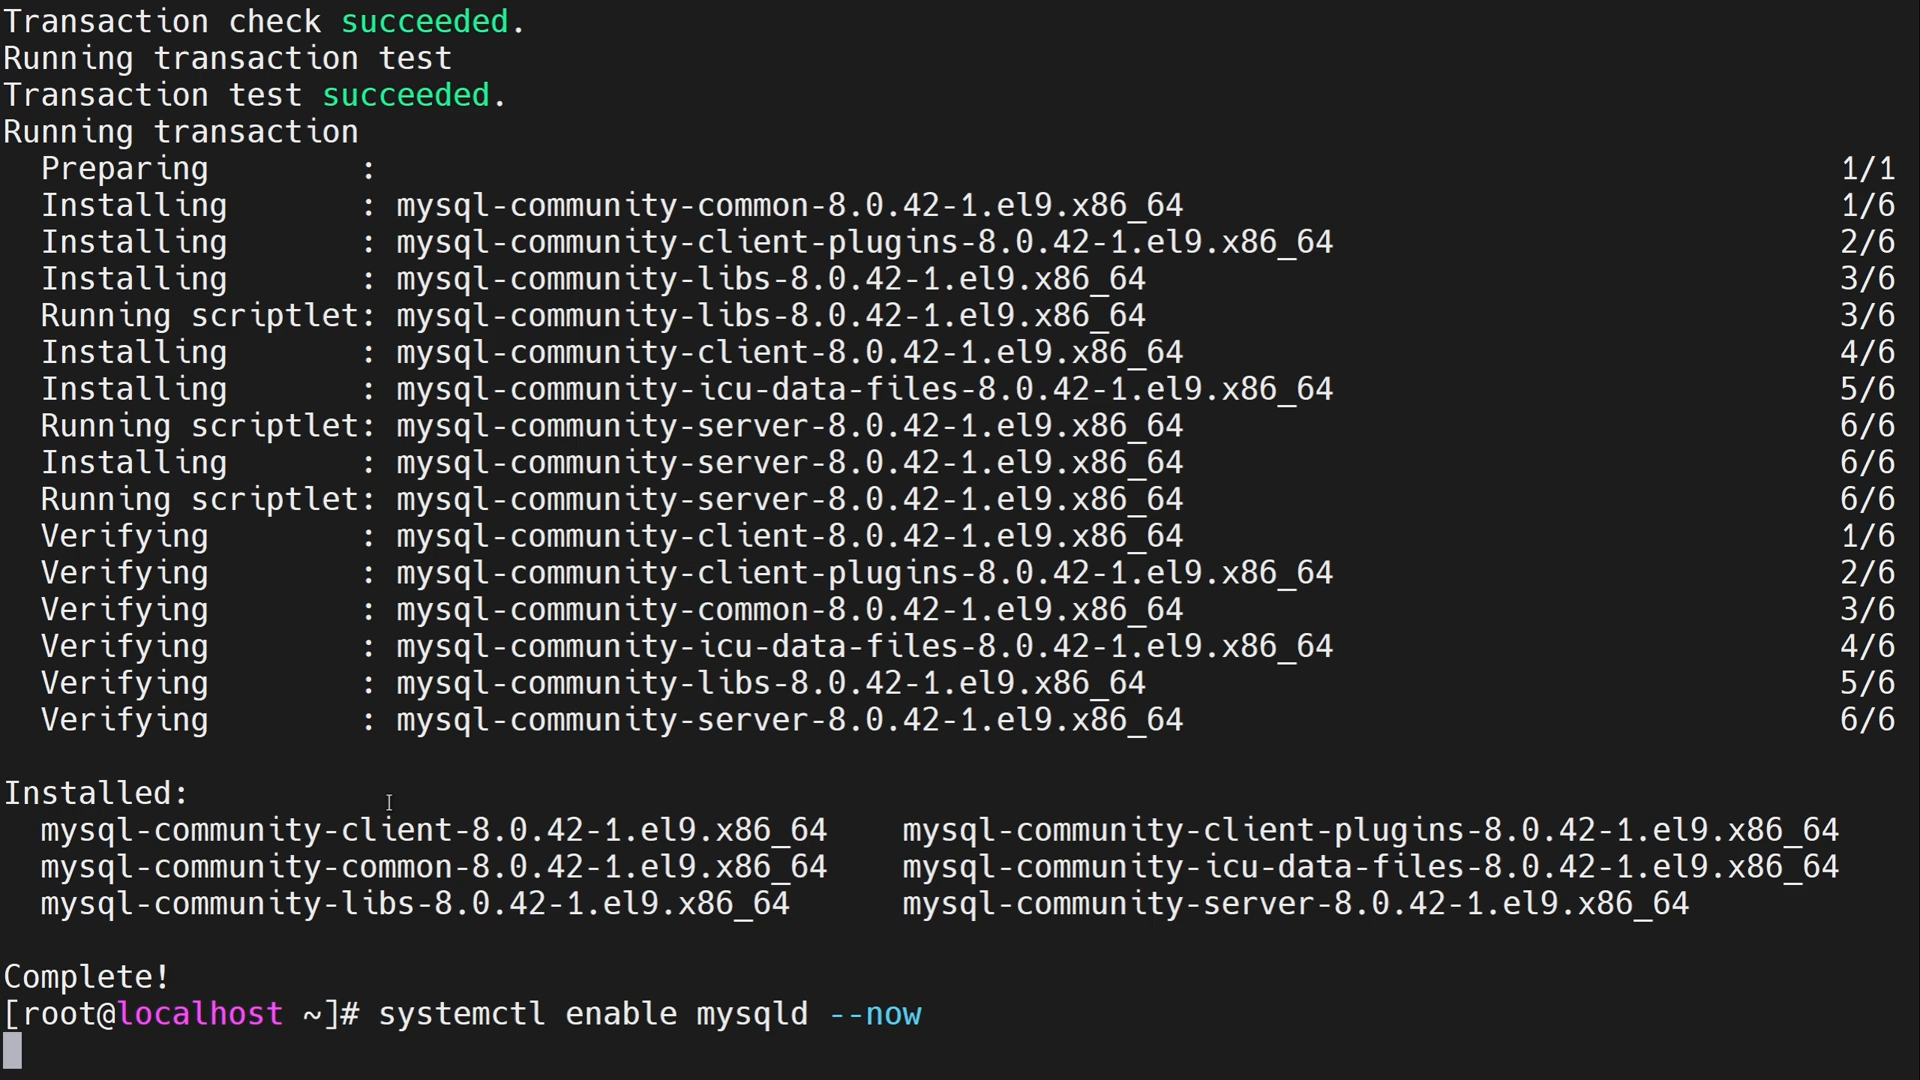 Transaction check succeeded.
Running transaction test
Transaction test succeeded.
Running transaction
  Preparing        :                                                                              1/1
  Installing       : mysql-community-common-8.0.42-1.el9.x86_64                                   1/6
  Installing       : mysql-community-client-plugins-8.0.42-1.el9.x86_64                           2/6
  Installing       : mysql-community-libs-8.0.42-1.el9.x86_64                                     3/6
  Running scriptlet: mysql-community-libs-8.0.42-1.el9.x86_64                                     3/6
  Installing       : mysql-community-client-8.0.42-1.el9.x86_64                                   4/6
  Installing       : mysql-community-icu-data-files-8.0.42-1.el9.x86_64                           5/6
  Running scriptlet: mysql-community-server-8.0.42-1.el9.x86_64                                   6/6
  Installing       : mysql-community-server-8.0.42-1.el9.x86_64                                   6/6
  Running scriptlet: mysql-community-server-8.0.42-1.el9.x86_64                                   6/6
  Verifying        : mysql-community-client-8.0.42-1.el9.x86_64                                   1/6
  Verifying        : mysql-community-client-plugins-8.0.42-1.el9.x86_64                           2/6
  Verifying        : mysql-community-common-8.0.42-1.el9.x86_64                                   3/6
  Verifying        : mysql-community-icu-data-files-8.0.42-1.el9.x86_64                           4/6
  Verifying        : mysql-community-libs-8.0.42-1.el9.x86_64                                     5/6
  Verifying        : mysql-community-server-8.0.42-1.el9.x86_64                                   6/6

Installed:
  mysql-community-client-8.0.42-1.el9.x86_64    mysql-community-client-plugins-8.0.42-1.el9.x86_64
  mysql-community-common-8.0.42-1.el9.x86_64    mysql-community-icu-data-files-8.0.42-1.el9.x86_64
  mysql-community-libs-8.0.42-1.el9.x86_64      mysql-community-server-8.0.42-1.el9.x86_64

Complete!
[root@localhost ~]# systemctl enable mysqld --now